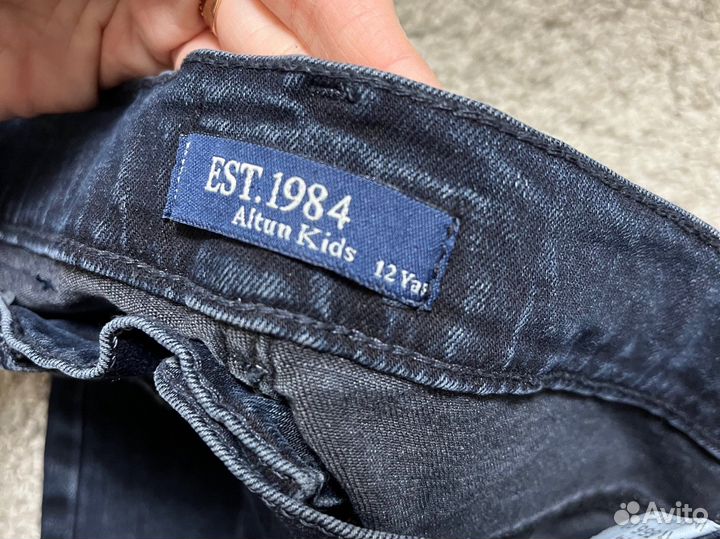 EST.1984
Altun Kids
12 Yaş
Avito